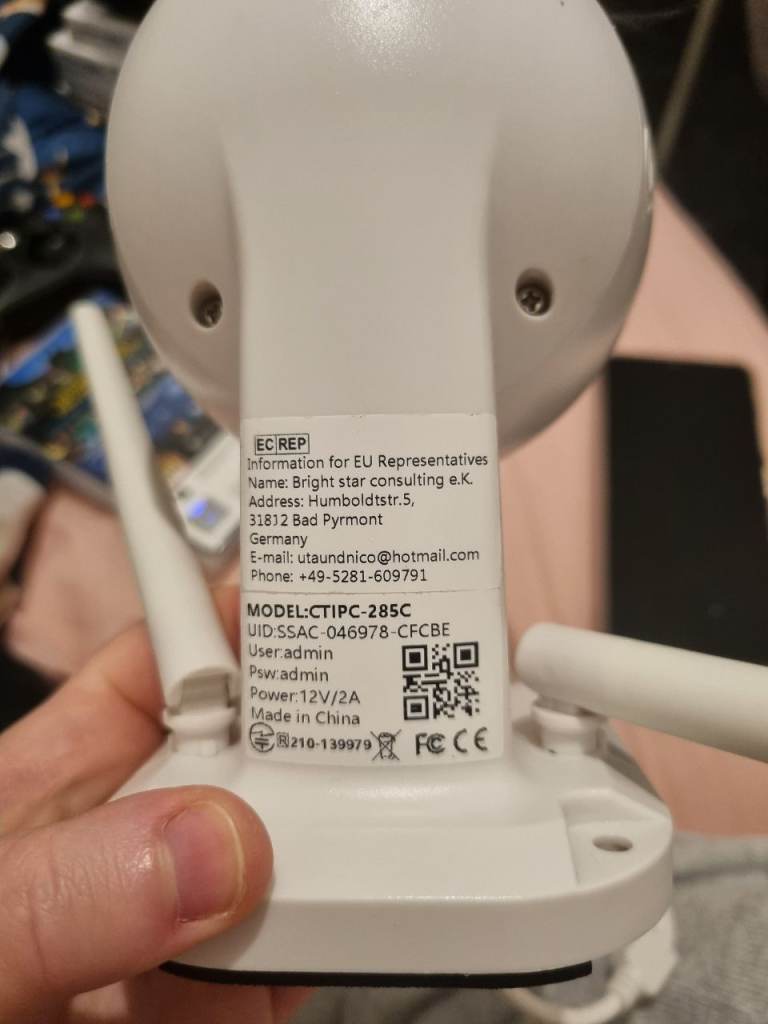 EC REP
Information for EU Representatives
Name: Bright star consulting e.K.
Address: Humboldtstr.5,
31812 Bad Pyrmont
Germany
E-mail: utaundnico@hotmail.com
Phone: +49-5281-609791
MODEL:CTIPC-285C
UID:SSAC-046978-CFCBE
User:admin
Psw:admin
Power:12V/2A
Made in China
R 210-139979 FC CE